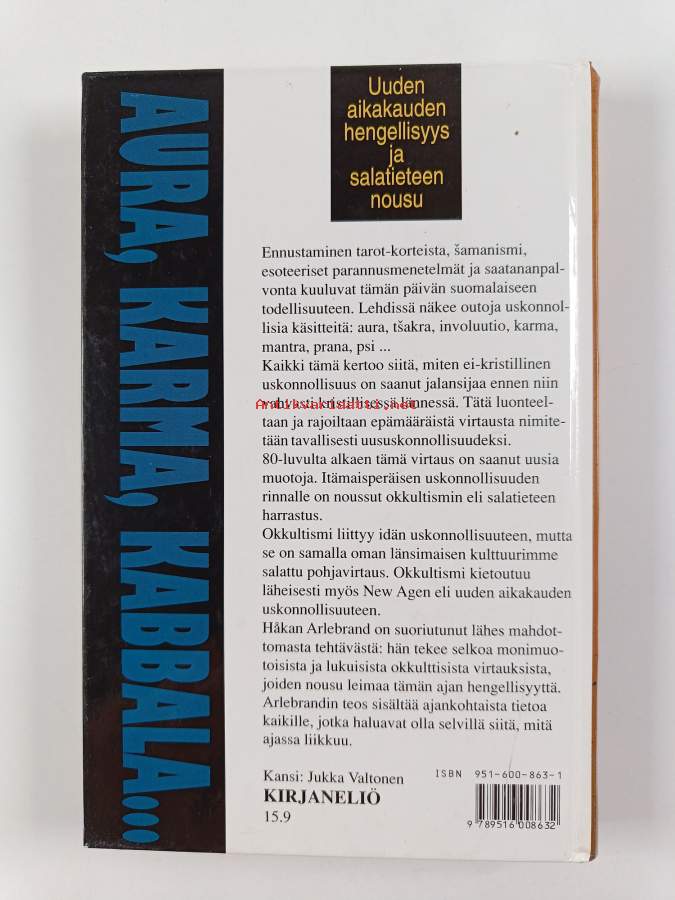 AURA, KARMA, KABBALA...
Uuden
aikakauden
hengellisyys
ja
salatieteen
nousu
Ennustaminen tarot-korteista, šamanismi,
esoteeriset parannusmenetelmät ja saatananpal-
vonta kuuluvat tämän päivän suomalaiseen
todellisuuteen. Lehdissä näkee outoja uskonnol-
lisia käsitteitä: aura, tšakra, involuutio, karma,
mantra, prana, psi ...
Kaikki tämä kertoo siitä, miten ei-kristillinen
uskonnollisuus on saanut jalansijaa ennen niin
vahvasti kristillisessä lännessä. Tätä luonteel-
Antikvariaatti.net
taan ja rajoiltaan epämääräistä virtausta nimite-
tään tavallisesti uususkonnollisuudeksi.
80-luvulta alkaen tämä virtaus on saanut uusia
muotoja. Itämaisperäisen uskonnollisuuden
rinnalle on noussut okkultismin eli salatieteen
harrastus.
Okkultismi liittyy idän uskonnollisuuteen, mutta
se on samalla oman länsimaisen kulttuurimme
salattu pohjavirtaus. Okkultismi kietoutuu
läheisesti myös New Agen eli uuden aikakauden
uskonnollisuuteen.
Håkan Arlebrand on suoriutunut lähes mahdot-
tomasta tehtävästä: hän tekee selkoa monimuo-
toisista ja lukuisista okkulttisista virtauksista,
joiden nousu leimaa tämän ajan hengellisyyttä.
Arlebrandin teos sisältää ajankohtaista tietoa
kaikille, jotka haluavat olla selvillä siitä, mitä
ajassa liikkuu.
Kansi: Jukka Valtonen
KIRJANELIÖ
15.9
ISBN 951-600-863-1
9 789516 008632